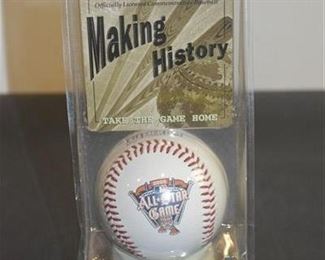 Officially Licensed Commemorative Baseball
Making
History
TAKE THE GAME HOME
ALL-STAR
GAME